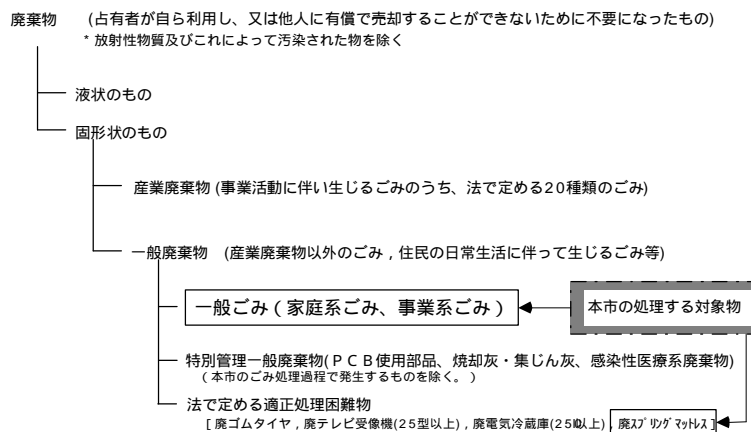 廃棄物　(占有者が自ら利用し、又は他人に有償で売却することができないために不要になったもの)
* 放射性物質及びこれによって汚染された物を除く
液状のもの
固形状のもの
産業廃棄物 (事業活動に伴い生じるごみのうち、法で定める20種類のごみ)
一般廃棄物　(産業廃棄物以外のごみ , 住民の日常生活に伴って生じるごみ等)
一般ごみ ( 家庭系ごみ、事業系ごみ )
本市の処理する対象物
特別管理一般廃棄物(ＰＣＢ使用部品、焼却灰・集じん灰、感染性医療系廃棄物)
( 本市のごみ処理過程で発生するものを除く。 )
法で定める適正処理困難物
[ 廃ゴムタイヤ , 廃テレビ受像機(25型以上) , 廃電気冷蔵庫(25以上) , 廃ｽﾌﾟﾘﾝｸﾞﾏｯﾄﾚｽ ]